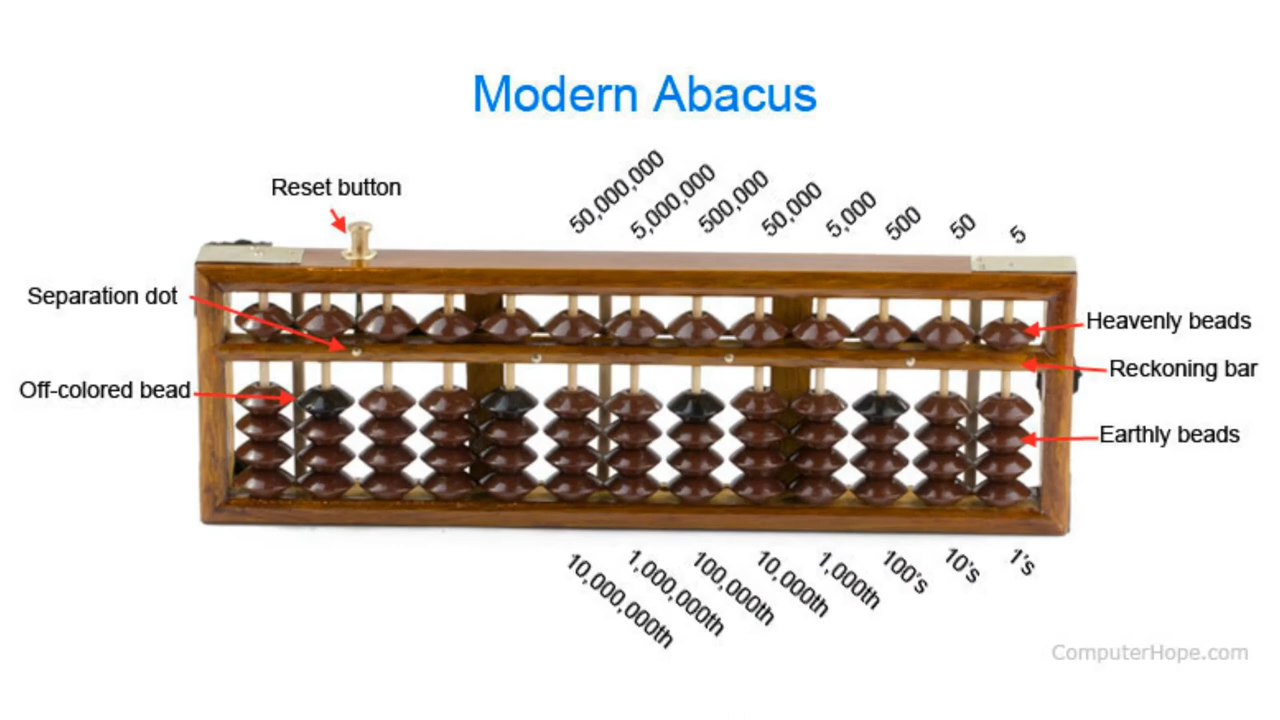 Modern Abacus
Reset button
50,000,000
5,000,000
500,000
50,000
5,000
500
50
5
Separation dot
Heavenly beads
Reckoning bar
Off-colored bead
Earthly beads
10,000,000th
1,000,000th
100,000th
10,000th
1,000th
100's
10's
1's
ComputerHope.com